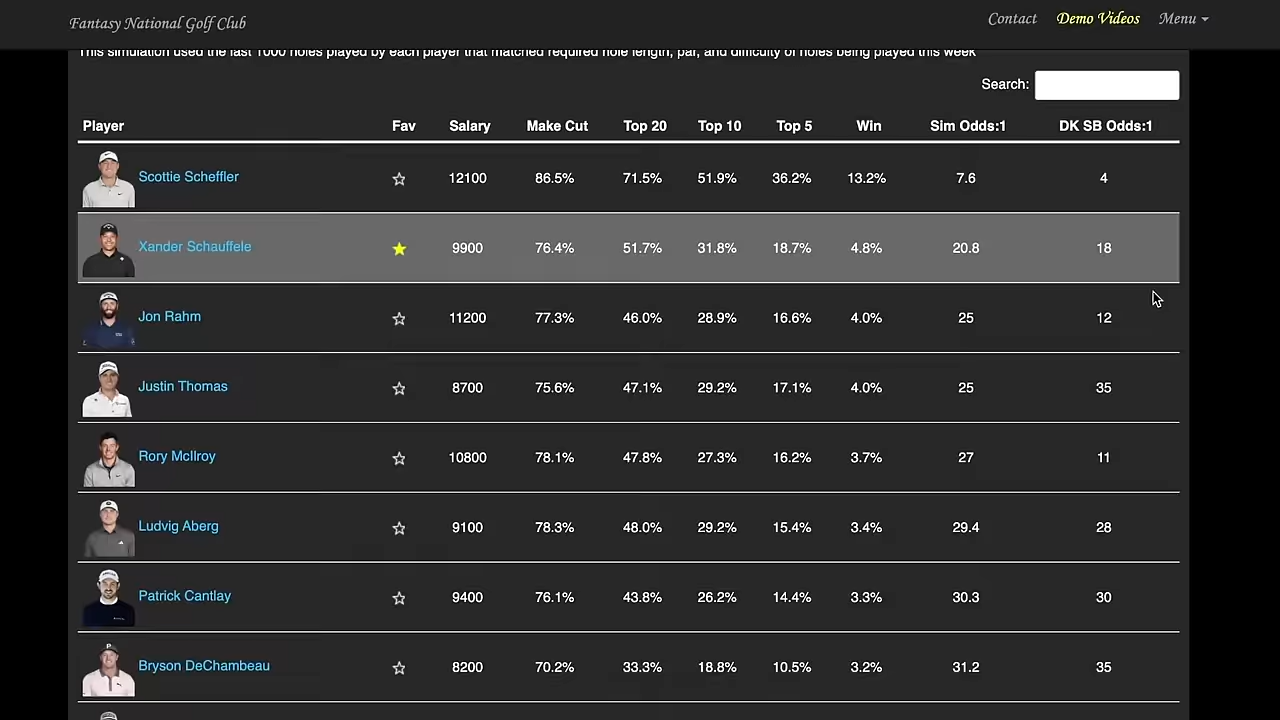 Fantasy National Golf Club
Contact Demo Videos Menu
This simulation used the last 1000 holes played by each player that matched required hole length, par, and difficulty of holes being played this week
Search:
Player Fav Salary Make Cut Top 20 Top 10 Top 5 Win Sim Odds:1 DK SB Odds:1
Scottie Scheffler 12100 86.5% 71.5% 51.9% 36.2% 13.2% 7.6 4
Xander Schauffele 9900 76.4% 51.7% 31.8% 18.7% 4.8% 20.8 18
Jon Rahm 11200 77.3% 46.0% 28.9% 16.6% 4.0% 25 12
Justin Thomas 8700 75.6% 47.1% 29.2% 17.1% 4.0% 25 35
Rory McIlroy 10800 78.1% 47.8% 27.3% 16.2% 3.7% 27 11
Ludvig Aberg 9100 78.3% 48.0% 29.2% 15.4% 3.4% 29.4 28
Patrick Cantlay 9400 76.1% 43.8% 26.2% 14.4% 3.3% 30.3 30
Bryson DeChambeau 8200 70.2% 33.3% 18.8% 10.5% 3.2% 31.2 35